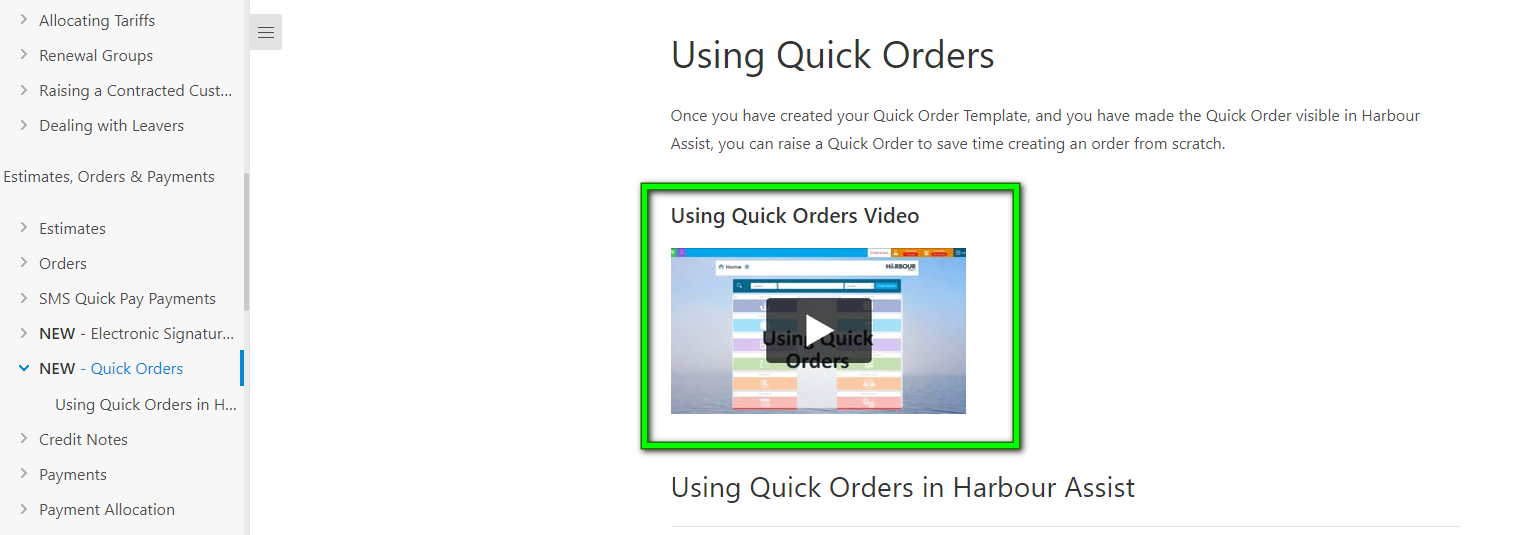 Allocating Tariffs
Renewal Groups
Raising a Contracted Cust...
Dealing with Leavers
Estimates, Orders & Payments
Estimates
Orders
SMS Quick Pay Payments
NEW - Electronic Signatur...
NEW - Quick Orders
Using Quick Orders in H...
Credit Notes
Payments
Payment Allocation
Using Quick Orders
Once you have created your Quick Order Template, and you have made the Quick Order visible in Harbour
Assist, you can raise a Quick Order to save time creating an order from scratch.
Using Quick Orders Video
Home
HARBOUR
Using Quick
Orders
Using Quick Orders in Harbour Assist